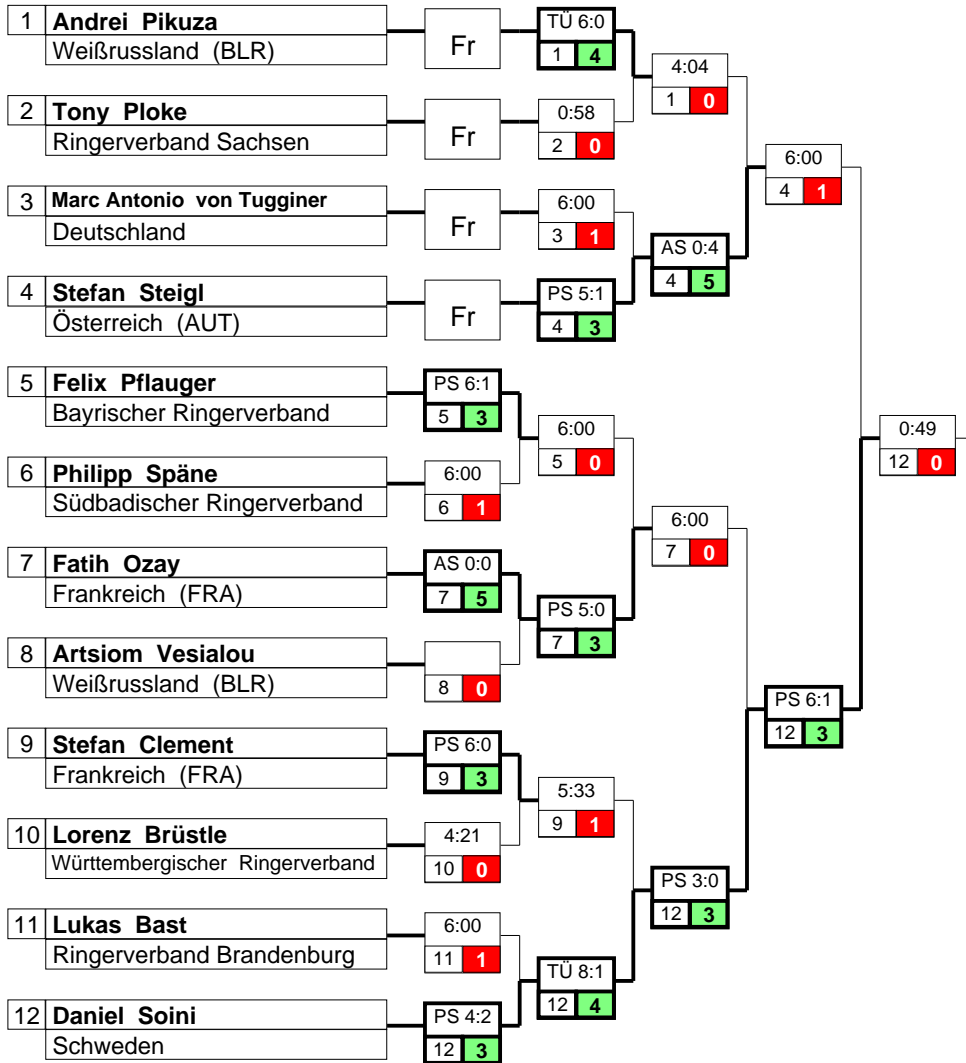 1 Andrei Pikuza
Weißrussland (BLR)
Fr
TÜ 6:0
1 4
4:04
1 0
2 Tony Ploke
Ringerverband Sachsen
Fr
0:58
2 0
6:00
4 1
3 Marc Antonio von Tugginer
Deutschland
Fr
6:00
3 1
AS 0:4
4 5
4 Stefan Steigl
Österreich (AUT)
Fr
PS 5:1
4 3
5 Felix Pflauger
Bayrischer Ringerverband
PS 6:1
5 3
6:00
5 0
0:49
12 0
6 Philipp Späne
Südbadischer Ringerverband
6:00
6 1
6:00
7 0
7 Fatih Ozay
Frankreich (FRA)
AS 0:0
7 5
PS 5:0
7 3
8 Artsiom Vesialou
Weißrussland (BLR)
8 0
PS 6:1
12 3
9 Stefan Clement
Frankreich (FRA)
PS 6:0
9 3
5:33
9 1
10 Lorenz Brüstle
Württembergischer Ringerverband
4:21
10 0
PS 3:0
12 3
11 Lukas Bast
Ringerverband Brandenburg
6:00
11 1
TÜ 8:1
12 4
12 Daniel Soini
Schweden
PS 4:2
12 3